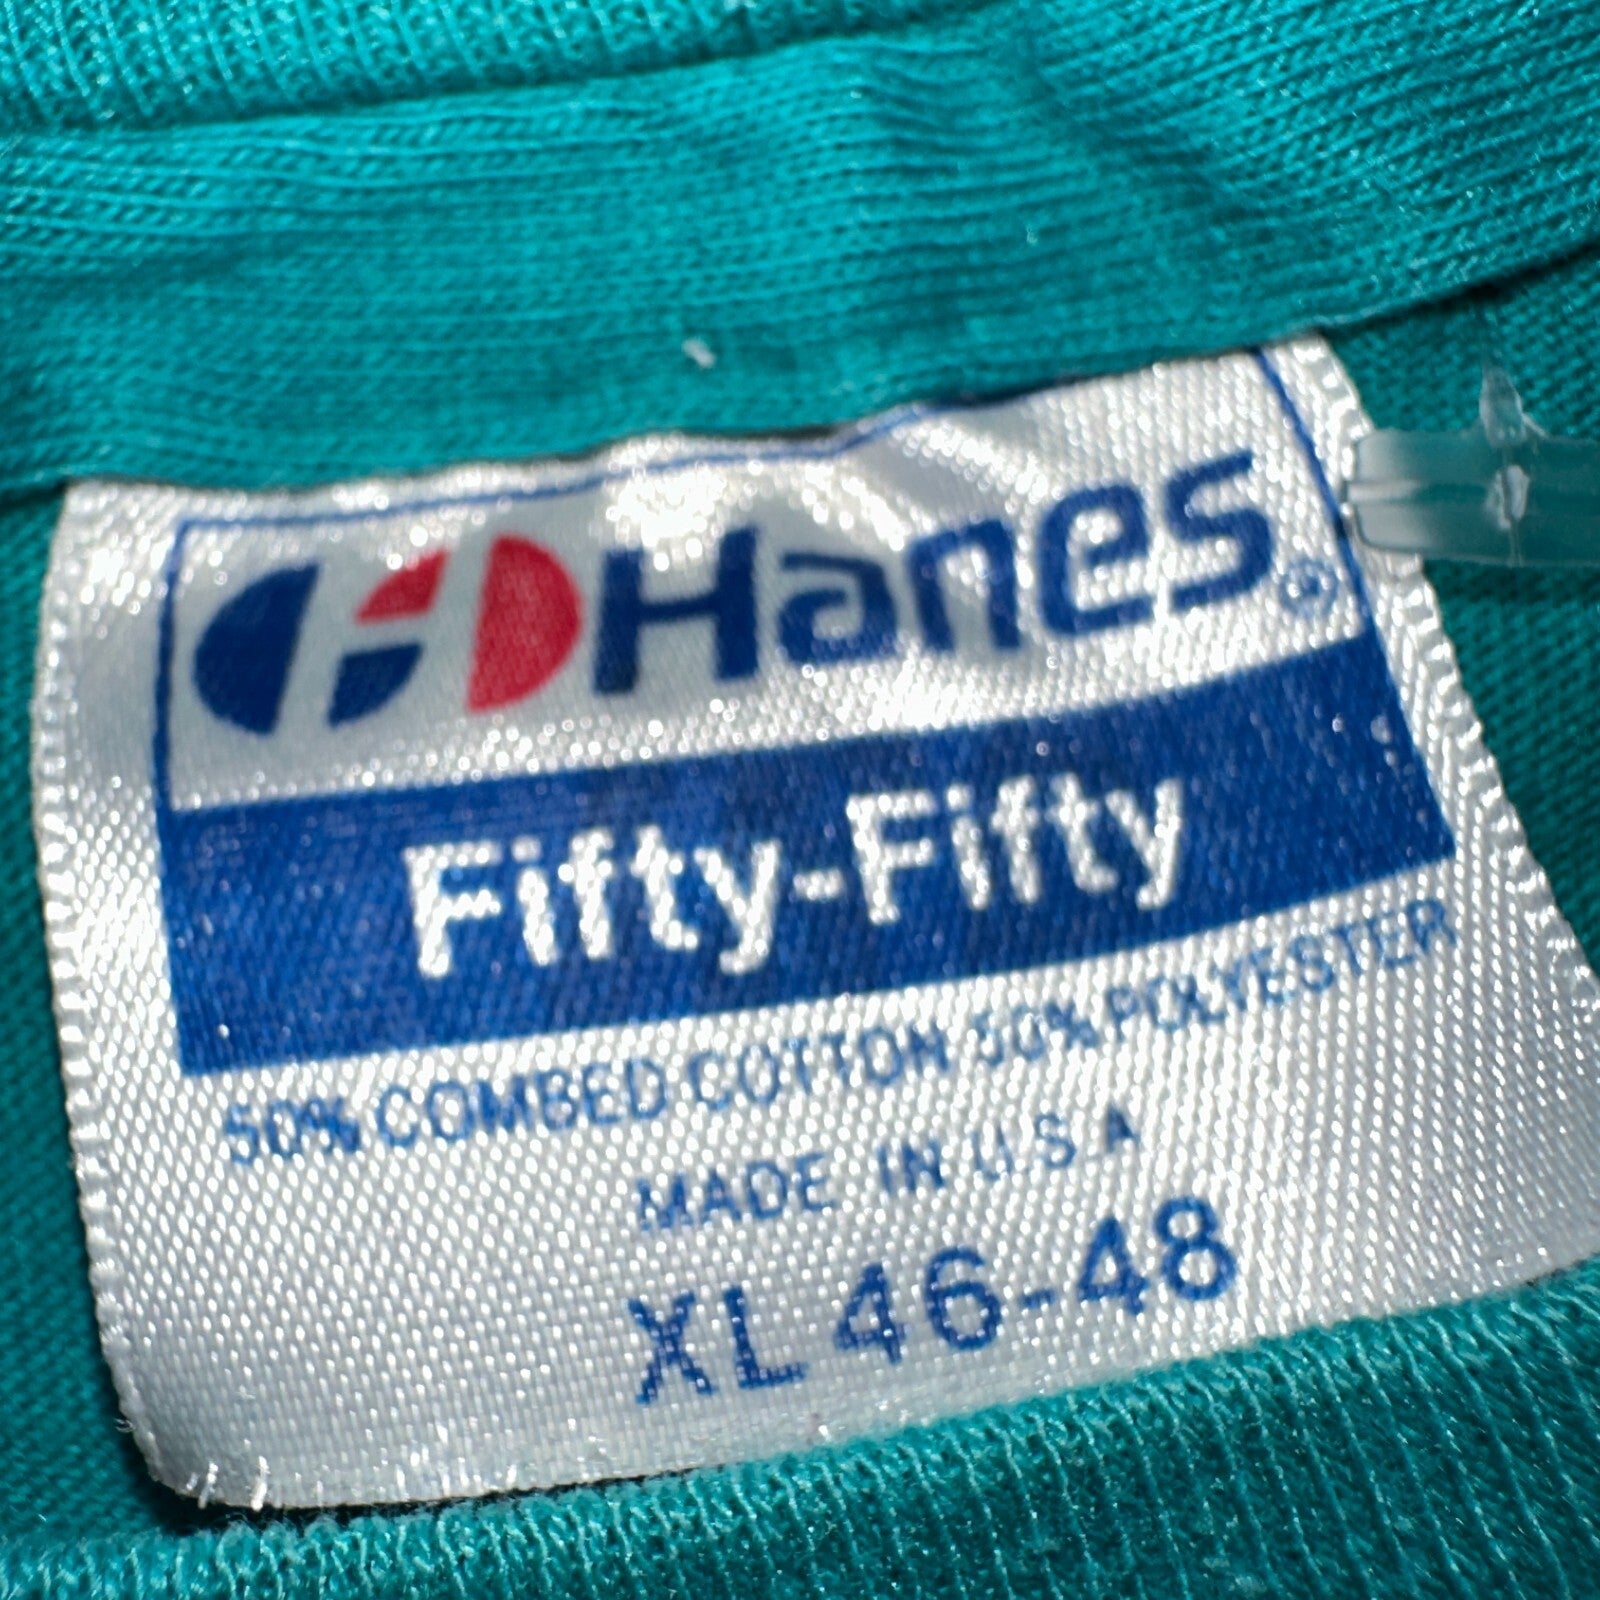 Hanes®
Fifty-Fifty
50% COMBED COTTON 50% POLYESTER
MADE IN U.S.A.
XL 46-48